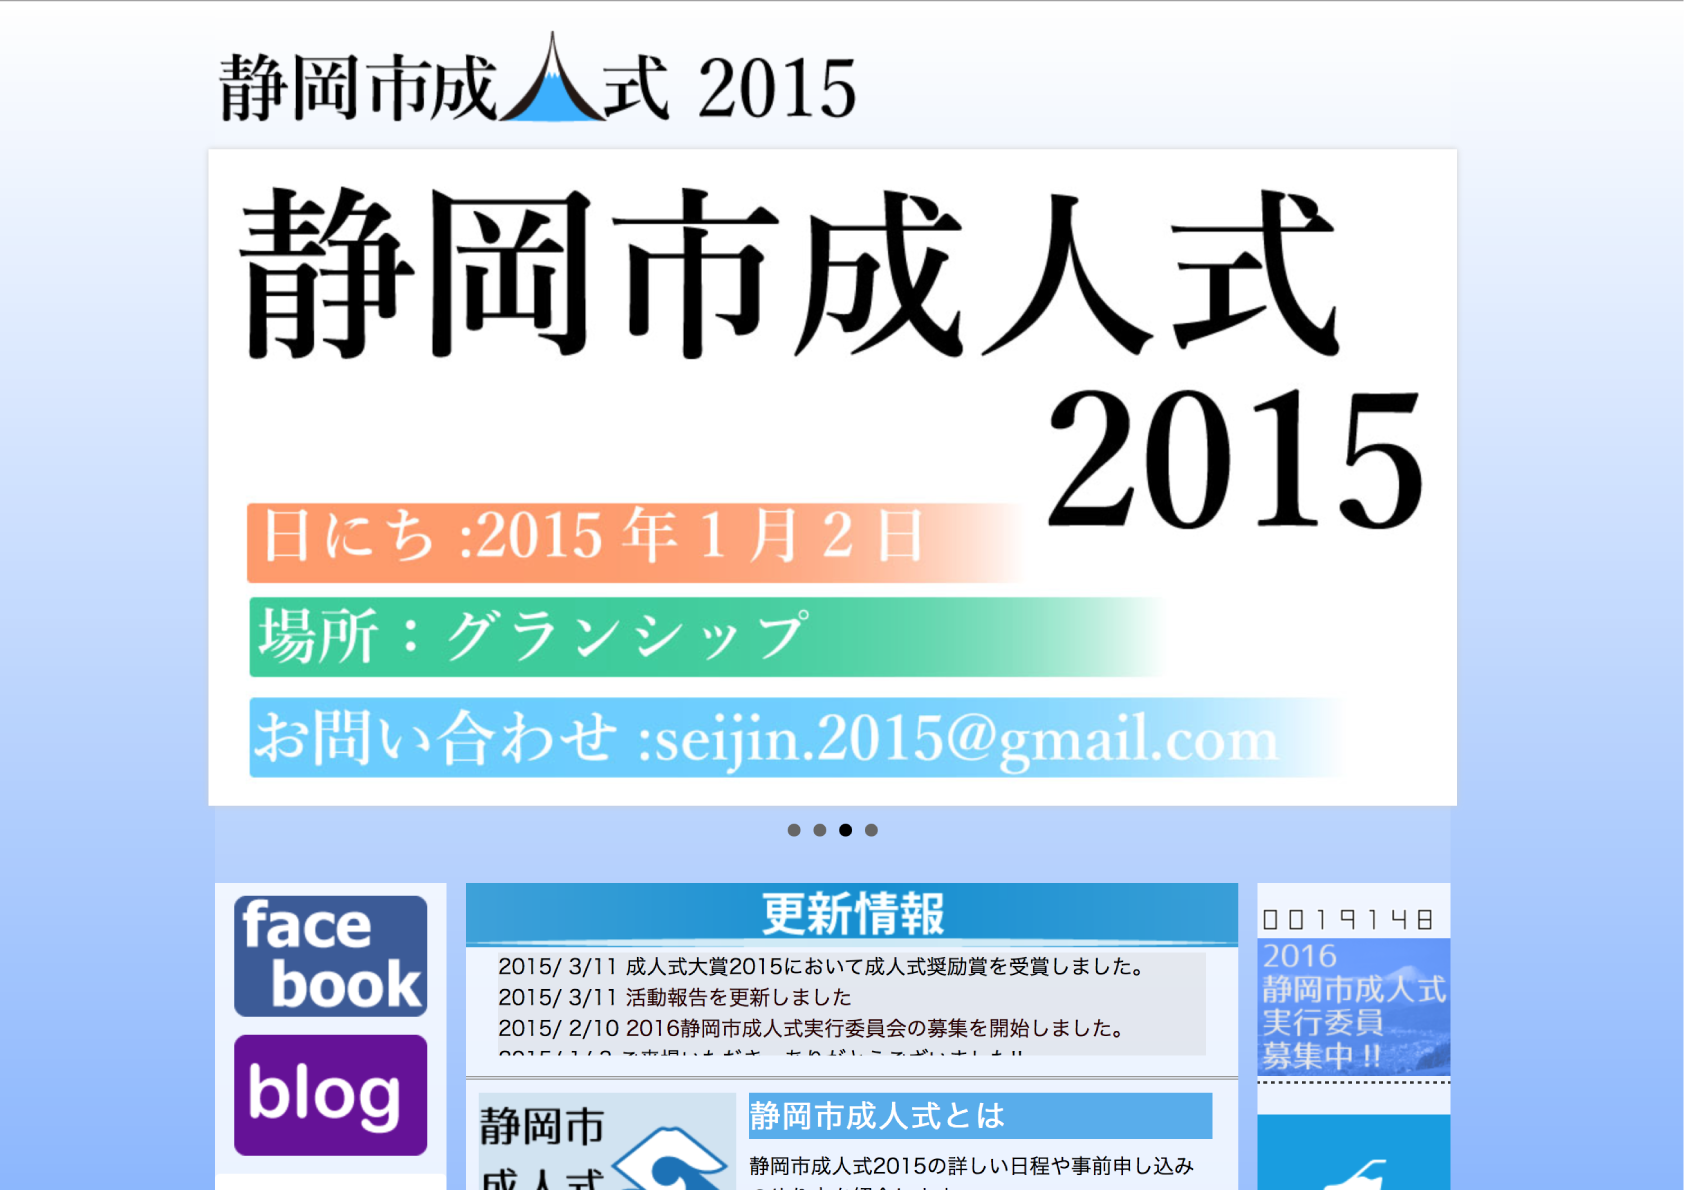 静岡市成人式 2015
静岡市成人式
2015
日にち :2015 年 1 月 2 日
場所：グランシップ
お問い合わせ :seijin.2015@gmail.com
face
book
blog
更新情報
2015/ 3/11 成人式大賞2015において成人式奨励賞を受賞しました。
2015/ 3/11 活動報告を更新しました
2015/ 2/10 2016静岡市成人式実行委員会の募集を開始しました。
静岡市
成人式
静岡市成人式とは
静岡市成人式2015の詳しい日程や事前申し込み
0019148
2016
静岡市成人式
実行委員
募集中 !!